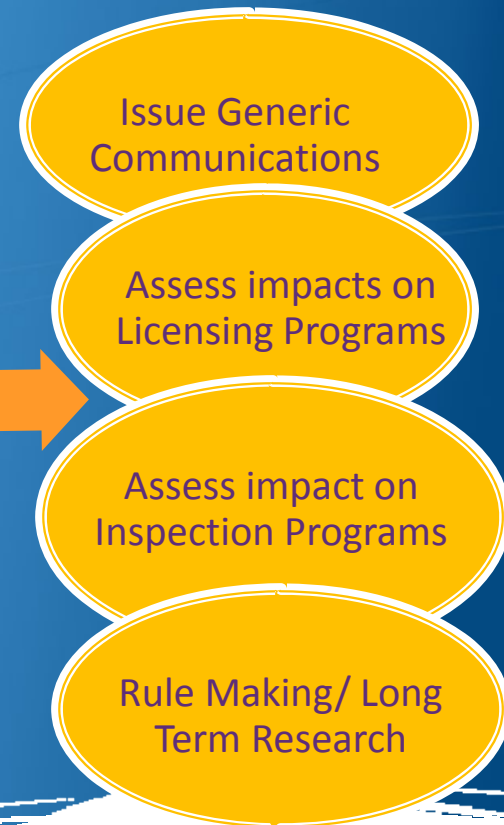 Issue Generic
Communications
Assess impacts on
Licensing Programs
Assess impact on
Inspection Programs
Rule Making/ Long
Term Research